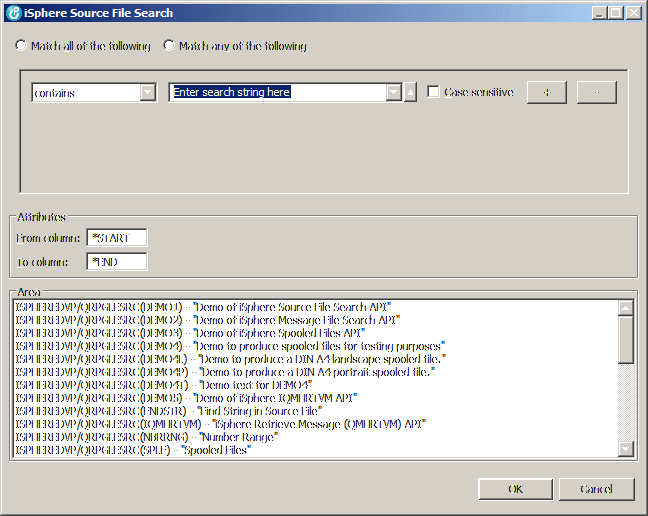 iSphere Source File Search
Match all of the following Match any of the following
contains Enter search string here Case sensitive + -
Attributes
From column: *START
To column: *END
Area
ISPHEREDVP/QRPGLESRC(DEMO1) - "Demo of iSphere Source File Search API"
ISPHEREDVP/QRPGLESRC(DEMO2) - "Demo of iSphere Message File Search API"
ISPHEREDVP/QRPGLESRC(DEMO3) - "Demo of iSphere Spooled Files API"
ISPHEREDVP/QRPGLESRC(DEMO4) - "Demo to produce spooled files for testing purposes"
ISPHEREDVP/QRPGLESRC(DEMO4L) - "Demo to produce a DIN A4 landscape spooled file."
ISPHEREDVP/QRPGLESRC(DEMO4P) - "Demo to produce a DIN A4 portrait spooled file."
ISPHEREDVP/QRPGLESRC(DEMO4T) - "Demo text for DEMO4"
ISPHEREDVP/QRPGLESRC(DEMO5) - "Demo of iSphere IQMHRTVM API"
ISPHEREDVP/QRPGLESRC(FNDSTR) - "Find String in Source File"
ISPHEREDVP/QRPGLESRC(IQMHRTVM) - "iSphere Retrieve Message (QMHRTVM) API"
ISPHEREDVP/QRPGLESRC(NBRRNG) - "Number Range"
ISPHEREDVP/QRPGLESRC(SPLF) - "Spooled Files"
OK Cancel